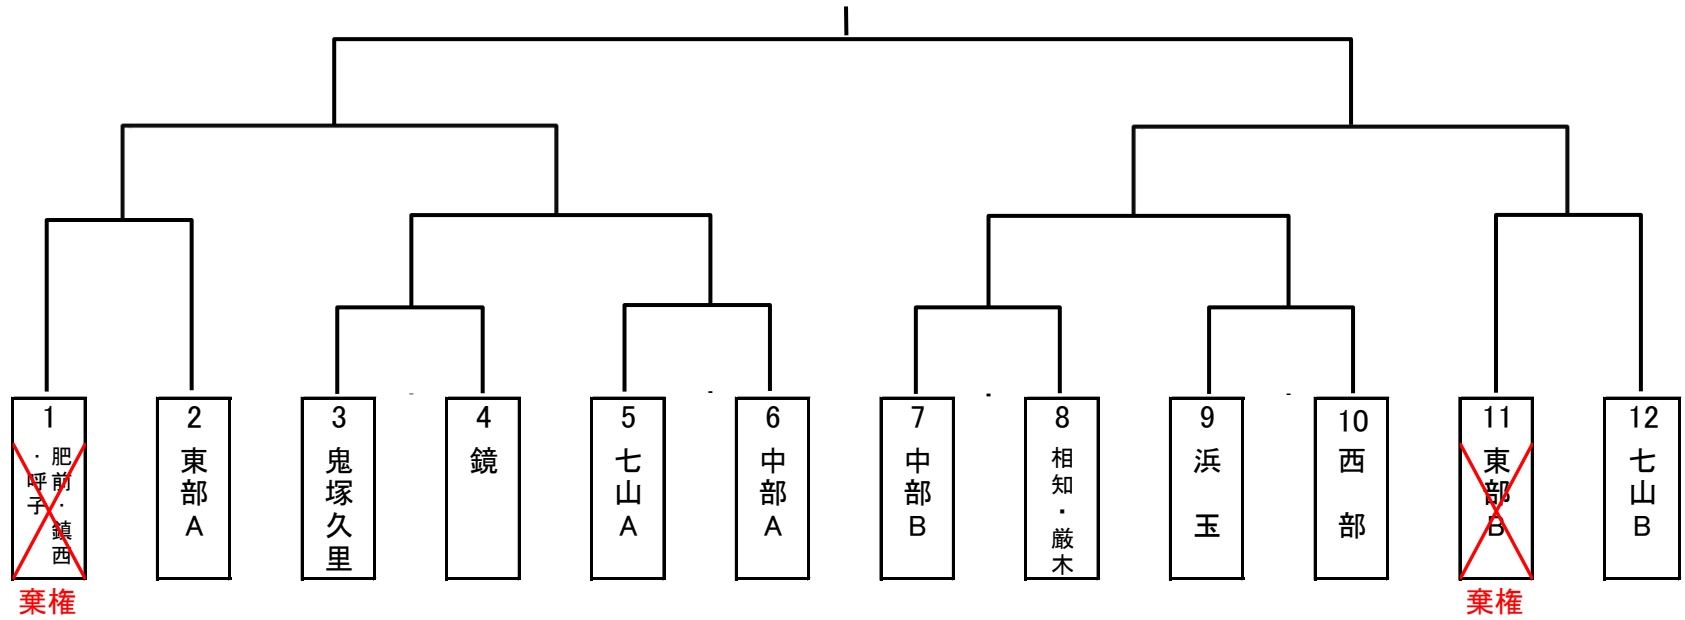 1
肥前・鎮西
・呼子
棄権
2
東部A
3
鬼塚久里
4
鏡
5
七山A
6
中部A
7
中部B
8
相知・厳木
9
浜玉
10
西部
11
東部B
棄権
12
七山B